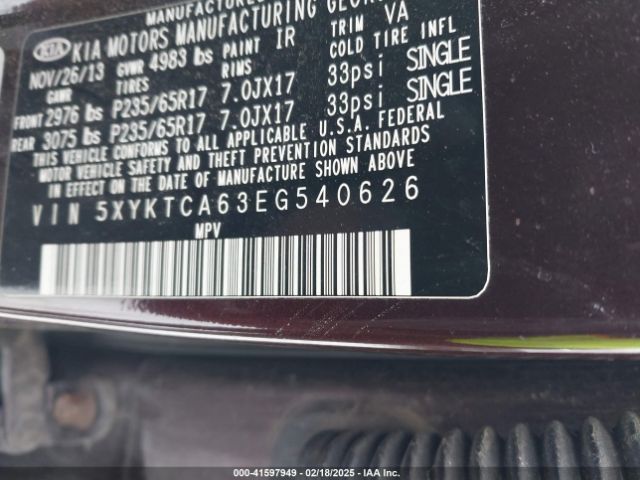 MANUFACTURED
KIA KIA MOTORS MANUFACTURING GEORG
NOV/26/13 GVWR 4983 lbs PAINT IR TRIM VA
GAWR TIRES RIMS COLD TIRE INFL
FRONT 2976 lbs P235/65R17 7.0JX17 33psi SINGLE
REAR 3075 lbs P235/65R17 7.0JX17 33psi SINGLE
THIS VEHICLE CONFORMS TO ALL APPLICABLE U.S.A. FEDERAL
MOTOR VEHICLE SAFETY AND THEFT PREVENTION STANDARDS
IN EFFECT ON THE DATE OF MANUFACTURE SHOWN ABOVE
VIN 5XYKTCA63EG540626
MPV
000-41597949 - 02/18/2025 - IAA Inc.